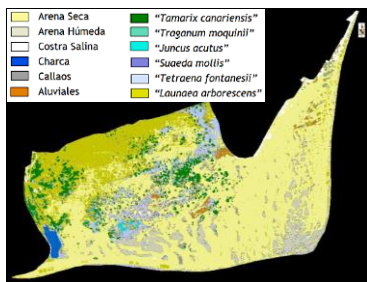 Arena Seca
Arena Húmeda
Costra Salina
Charca
Callaos
Aluviales
"Tamarix canariensis"
"Traganum moquinii"
"Juncus acutus"
"Suaeda mollis"
"Tetraena fontanesii"
"Launaea arborescens"